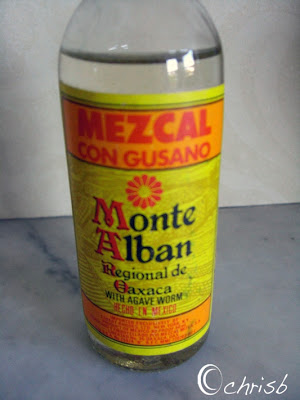 MEZCAL
CON GUSANO
Monte
Alban
Regional de
Oaxaca
WITH AGAVE WORM
HECHO EN MEXICO
©chrisb